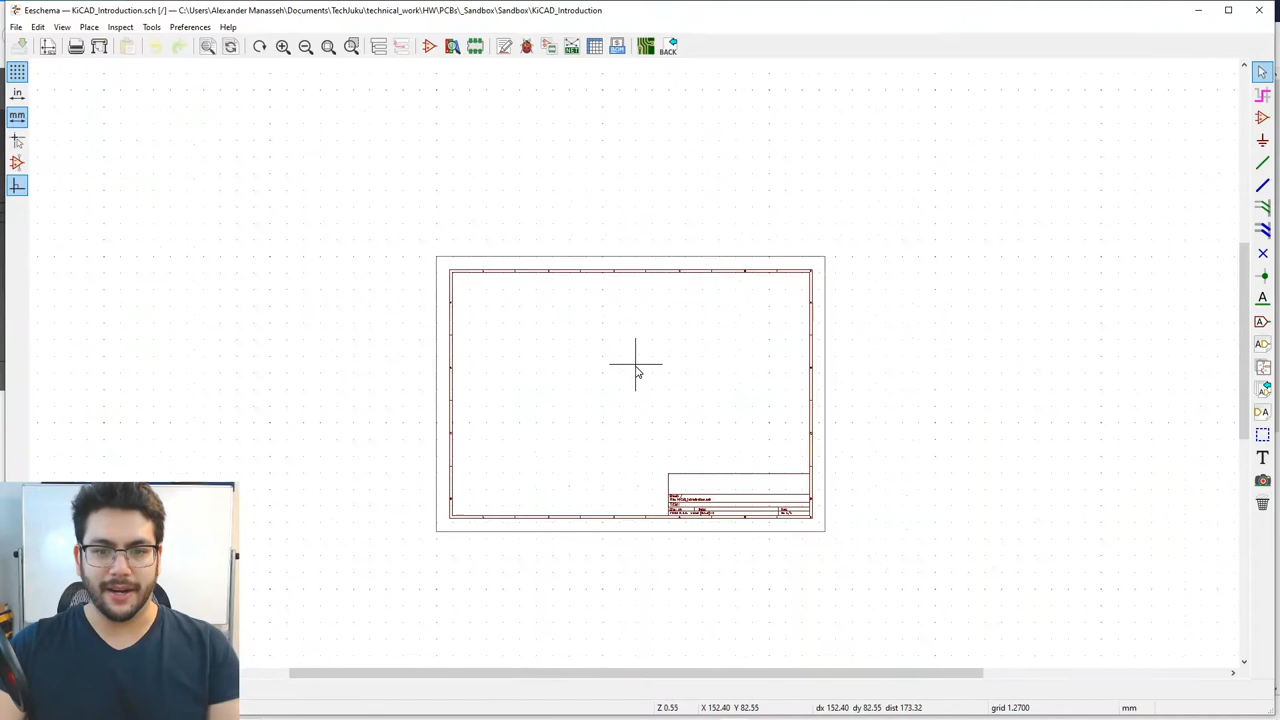 Eeschema — KiCAD_Introduction.sch [/] — C:\Users\Alexander Manasseh\Documents\TechJuku\technical_work\HW\PCBs\_Sandbox\Sandbox\KiCAD_Introduction
File Edit View Place Inspect Tools Preferences Help
NET BOM BACK
in
mm
A
A
D
A
D
A
T
Z 0.55 X 152.40 Y 82.55 dx 152.40 dy 82.55 dist 173.32 grid 1.2700 mm